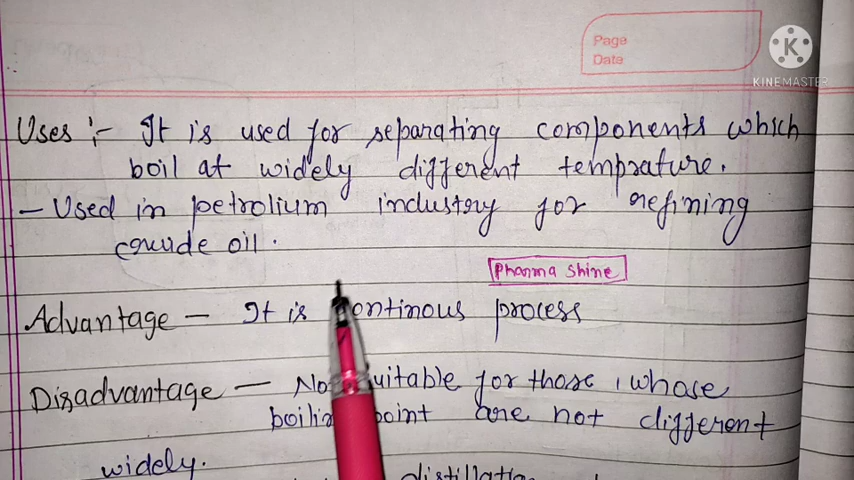 Page
Date
KINEMASTER
Uses :- It is used for separating components which
boil at widely different temprature.
- Used in petrolium industry for refining
crude oil.
Pharma Shine
Advantage - It is continous process
Disadvantage - Not suitable for those, whose
boiling point are not different
widely.
distillation